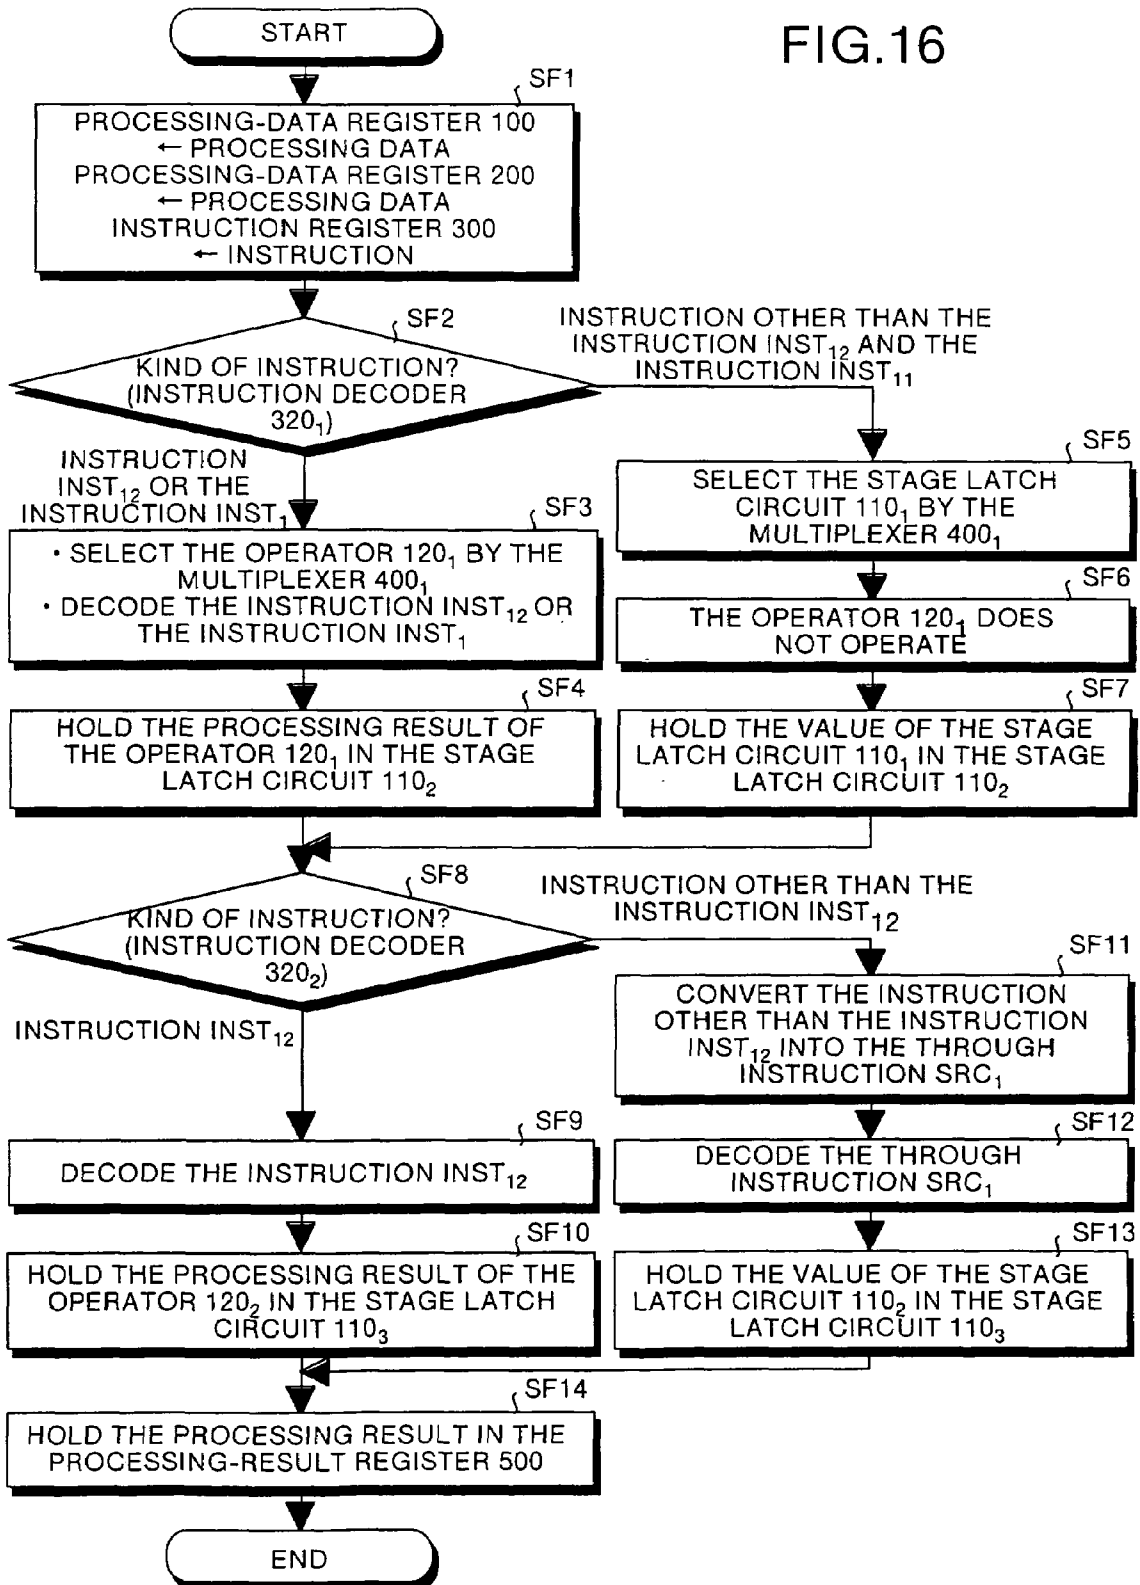 FIG.16
START
SF1
PROCESSING-DATA REGISTER 100
← PROCESSING DATA
PROCESSING-DATA REGISTER 200
← PROCESSING DATA
INSTRUCTION REGISTER 300
← INSTRUCTION
SF2
KIND OF INSTRUCTION?
(INSTRUCTION DECODER
320₁)
INSTRUCTION OTHER THAN THE
INSTRUCTION INST₁₂ AND THE
INSTRUCTION INST₁₁
INSTRUCTION
INST₁₂ OR THE
INSTRUCTION INST₁
SF3
・SELECT THE OPERATOR 120₁ BY THE
MULTIPLEXER 400₁
・DECODE THE INSTRUCTION INST₁₂ OR
THE INSTRUCTION INST₁
SF4
HOLD THE PROCESSING RESULT OF
THE OPERATOR 120₁ IN THE STAGE
LATCH CIRCUIT 110₂
SF5
SELECT THE STAGE LATCH
CIRCUIT 110₁ BY THE
MULTIPLEXER 400₁
SF6
THE OPERATOR 120₁ DOES
NOT OPERATE
SF7
HOLD THE VALUE OF THE STAGE
LATCH CIRCUIT 110₁ IN THE STAGE
LATCH CIRCUIT 110₂
SF8
KIND OF INSTRUCTION?
(INSTRUCTION DECODER
320₂)
INSTRUCTION OTHER THAN THE
INSTRUCTION INST₁₂
INSTRUCTION INST₁₂
SF9
DECODE THE INSTRUCTION INST₁₂
SF10
HOLD THE PROCESSING RESULT OF THE
OPERATOR 120₂ IN THE STAGE LATCH
CIRCUIT 110₃
SF11
CONVERT THE INSTRUCTION
OTHER THAN THE INSTRUCTION
INST₁₂ INTO THE THROUGH
INSTRUCTION SRC₁
SF12
DECODE THE THROUGH
INSTRUCTION SRC₁
SF13
HOLD THE VALUE OF THE STAGE
LATCH CIRCUIT 110₂ IN THE STAGE
LATCH CIRCUIT 110₃
SF14
HOLD THE PROCESSING RESULT IN THE
PROCESSING-RESULT REGISTER 500
END